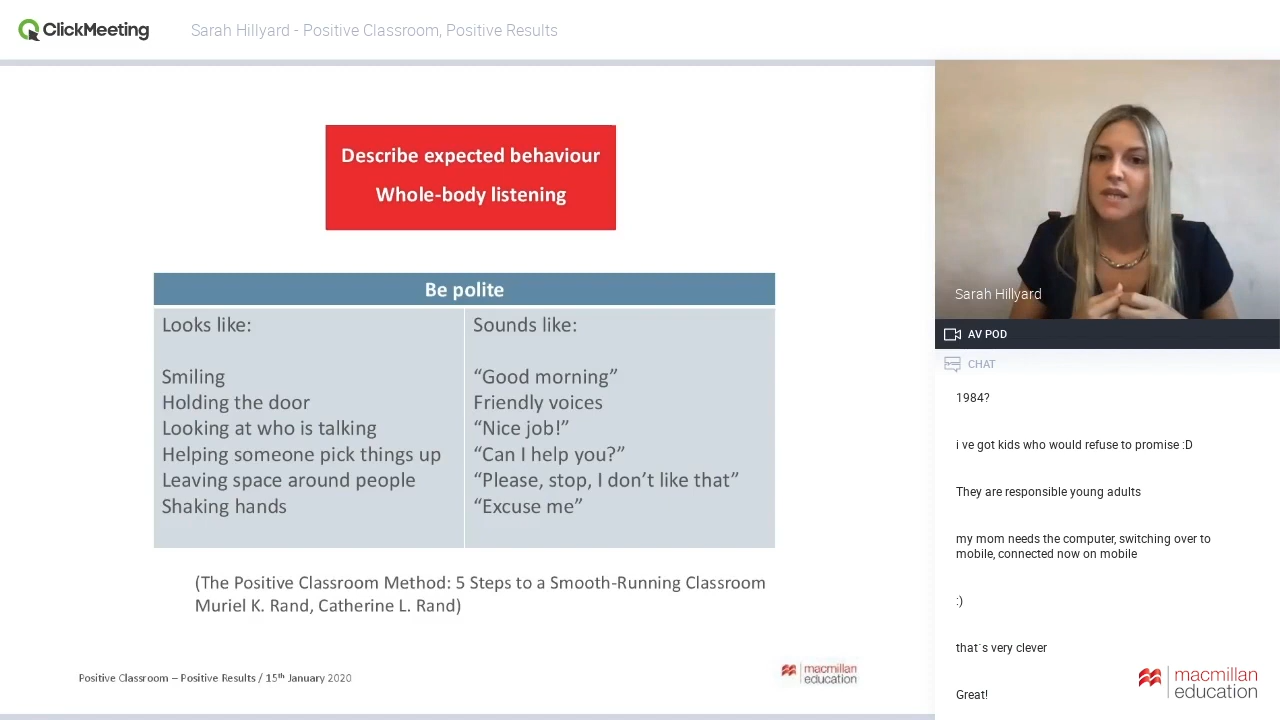 ClickMeeting
Sarah Hillyard - Positive Classroom, Positive Results
Describe expected behaviour
Whole-body listening
Be polite
Looks like:
Smiling
Holding the door
Looking at who is talking
Helping someone pick things up
Leaving space around people
Shaking hands
Sounds like:
“Good morning”
Friendly voices
“Nice job!”
“Can I help you?”
“Please, stop, I don’t like that”
“Excuse me”
(The Positive Classroom Method: 5 Steps to a Smooth-Running Classroom
Muriel K. Rand, Catherine L. Rand)
Positive Classroom – Positive Results / 15th January 2020
macmillan
education
Sarah Hillyard
AV POD
CHAT
1984?
i ve got kids who would refuse to promise :D
They are responsible young adults
my mom needs the computer, switching over to
mobile, connected now on mobile
:)
that`s very clever
Great!
macmillan
education